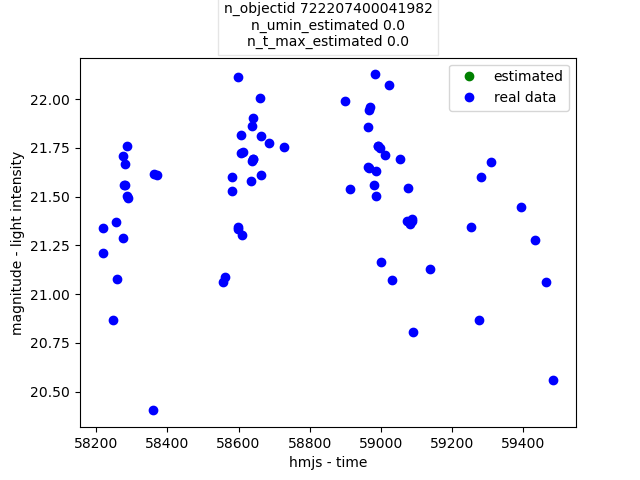 n_objectid 722207400041982
n_umin_estimated 0.0
n_t_max_estimated 0.0
estimated
real data
magnitude - light intensity
22.00
21.75
21.50
21.25
21.00
20.75
20.50
58200 58400 58600 58800 59000 59200 59400
hmjs - time